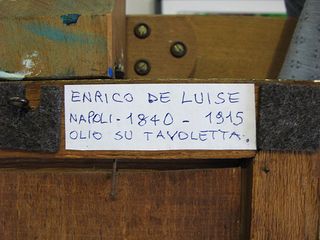 ENRICO DE LUISE
NAPOLI - 1840 - 1915
OLIO SU TAVOLETTA.